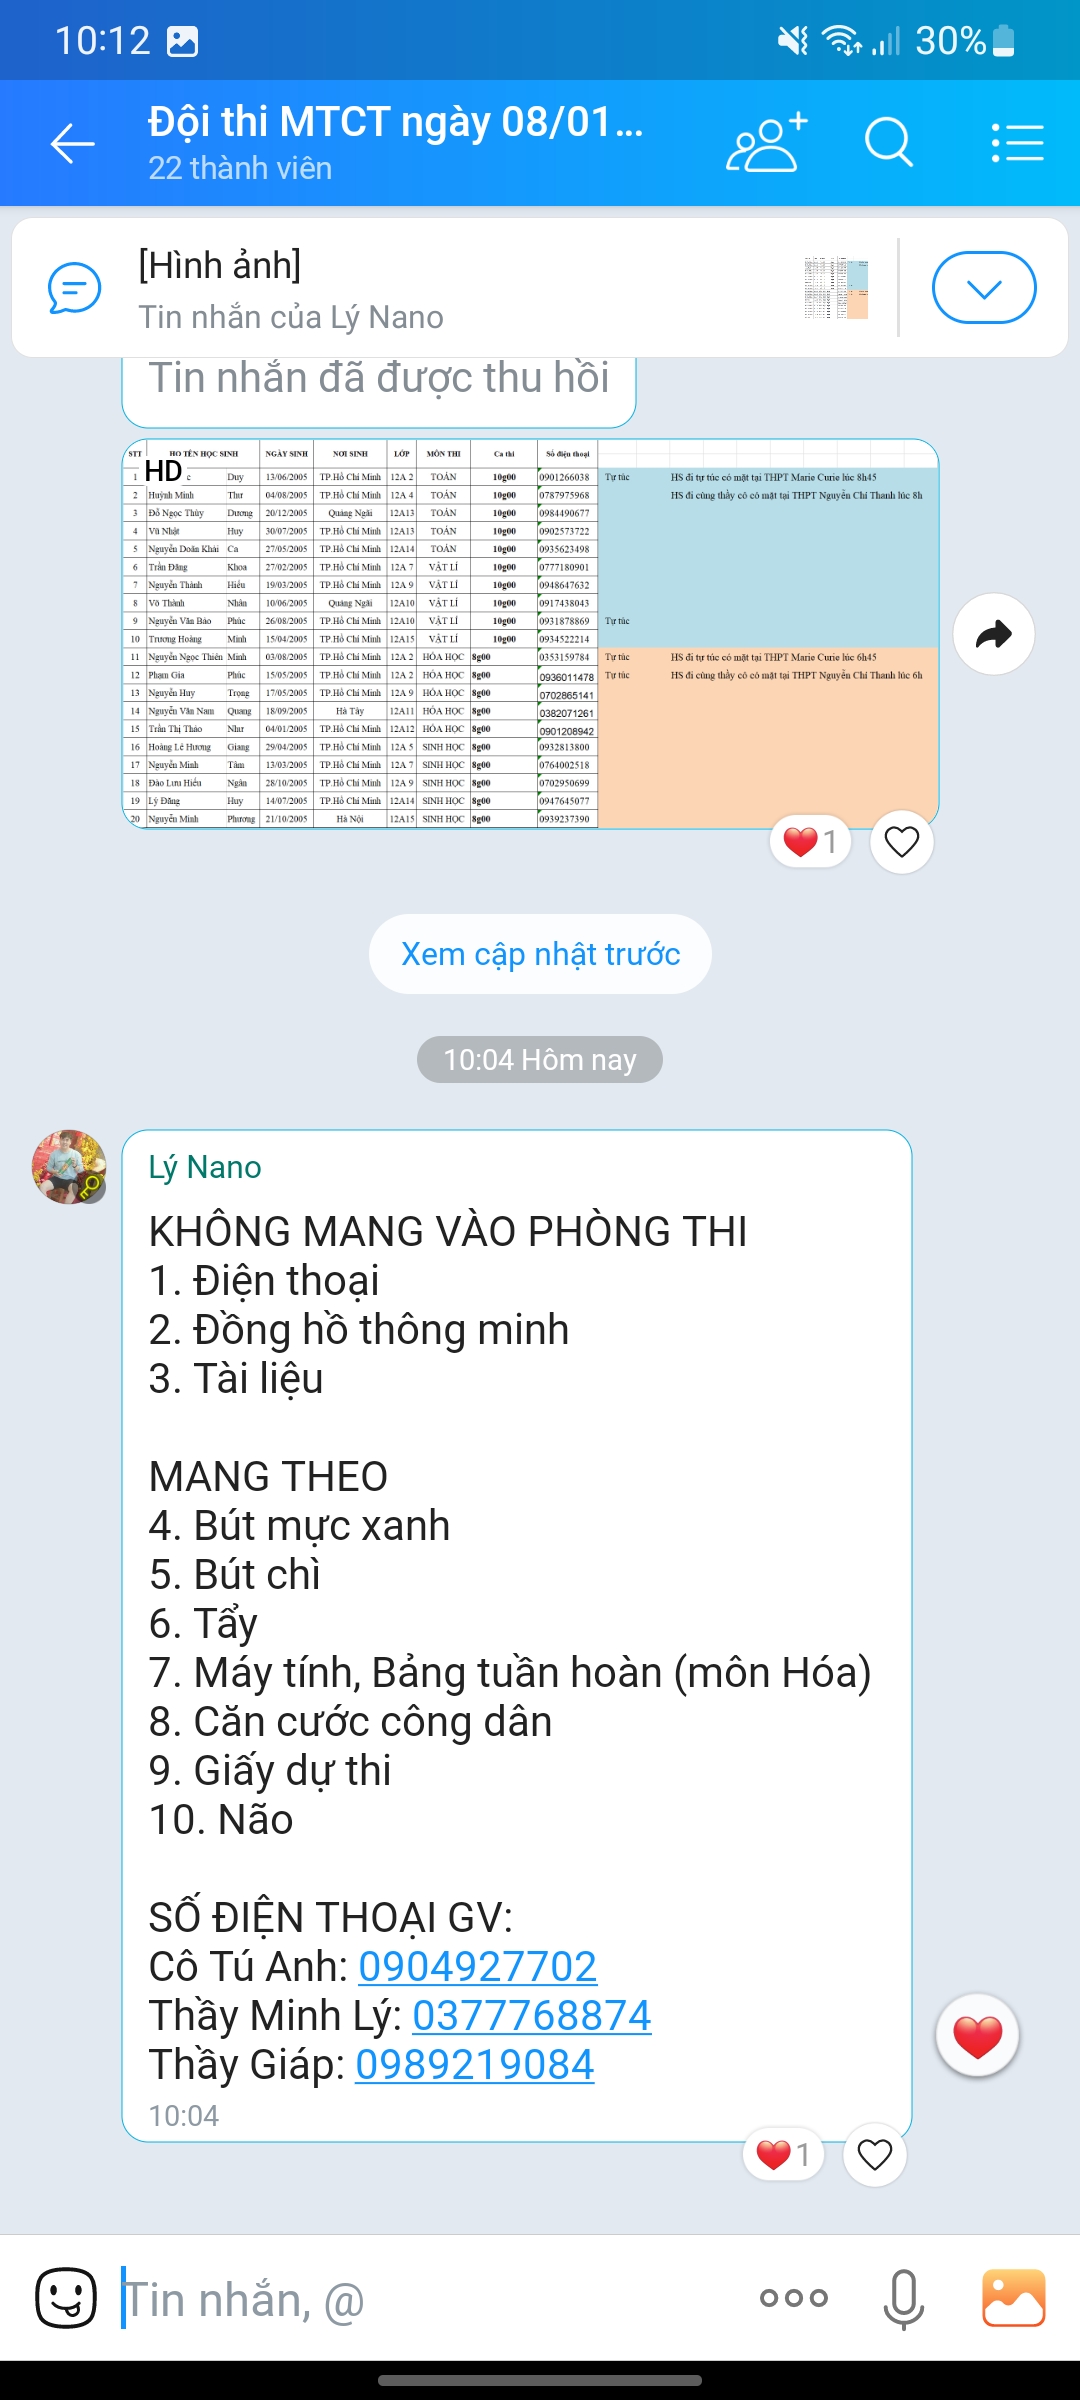 10:12 30%
Đội thi MTCT ngày 08/01...
22 thành viên
[Hình ảnh]
Tin nhắn của Lý Nano
Tin nhắn đã được thu hồi
STT HỌ TÊN HỌC SINH NGÀY SINH NƠI SINH LỚP MÔN THI Ca thi Số điện thoại
HD
1 c Duy 13/06/2005 TP.Hồ Chí Minh 12A 2 TOÁN 10g00 0901266038 Tự túc HS đi tự túc có mặt tại THPT Marie Curie lúc 8h45
2 Huỳnh Minh Thư 04/08/2005 TP.Hồ Chí Minh 12A 4 TOÁN 10g00 0787975968 HS đi cùng thầy cô có mặt tại THPT Nguyễn Chí Thanh lúc 8h
3 Đỗ Ngọc Thùy Dương 20/12/2005 Quảng Ngãi 12A13 TOÁN 10g00 0984490677
4 Vũ Nhật Huy 30/07/2005 TP.Hồ Chí Minh 12A13 TOÁN 10g00 0902573722
5 Nguyễn Doãn Khải Ca 27/05/2005 TP.Hồ Chí Minh 12A14 TOÁN 10g00 0935623498
6 Trần Đăng Khoa 27/02/2005 TP.Hồ Chí Minh 12A 7 VẬT LÍ 10g00 0777180901
7 Nguyễn Thành Hiếu 19/03/2005 TP.Hồ Chí Minh 12A 9 VẬT LÍ 10g00 0948647632
8 Võ Thành Nhân 10/06/2005 Quảng Ngãi 12A10 VẬT LÍ 10g00 0917438043
9 Nguyễn Văn Bảo Phúc 26/08/2005 TP.Hồ Chí Minh 12A10 VẬT LÍ 10g00 0931878869 Tự túc
10 Trương Hoàng Minh 15/04/2005 TP.Hồ Chí Minh 12A15 VẬT LÍ 10g00 0934522214
11 Nguyễn Ngọc Thiên Minh 03/08/2005 TP.Hồ Chí Minh 12A 2 HÓA HỌC 8g00 0353159784 Tự túc HS đi tự túc có mặt tại THPT Marie Curie lúc 6h45
12 Phạm Gia Phúc 15/05/2005 TP.Hồ Chí Minh 12A 2 HÓA HỌC 8g00 0936011478 Tự túc HS đi cùng thầy cô có mặt tại THPT Nguyễn Chí Thanh lúc 6h
13 Nguyễn Huy Trọng 17/05/2005 TP.Hồ Chí Minh 12A 9 HÓA HỌC 8g00 0702865141
14 Nguyễn Văn Nam Quang 18/09/2005 Hà Tây 12A11 HÓA HỌC 8g00 0382071261
15 Trần Thị Thảo Như 04/01/2005 TP.Hồ Chí Minh 12A12 HÓA HỌC 8g00 0901208942
16 Hoàng Lê Hương Giang 29/04/2005 TP.Hồ Chí Minh 12A 5 SINH HỌC 8g00 0932813800
17 Nguyễn Minh Tâm 13/03/2005 TP.Hồ Chí Minh 12A 7 SINH HỌC 8g00 0764002518
18 Đào Lưu Hiếu Ngân 28/10/2005 TP.Hồ Chí Minh 12A 9 SINH HỌC 8g00 0702950699
19 Lý Đăng Huy 14/07/2005 TP.Hồ Chí Minh 12A14 SINH HỌC 8g00 0947645077
20 Nguyễn Minh Phương 21/10/2005 Hà Nội 12A15 SINH HỌC 8g00 0939237390
1
Xem cập nhật trước
10:04 Hôm nay
Lý Nano
KHÔNG MANG VÀO PHÒNG THI
1. Điện thoại
2. Đồng hồ thông minh
3. Tài liệu
MANG THEO
4. Bút mực xanh
5. Bút chì
6. Tẩy
7. Máy tính, Bảng tuần hoàn (môn Hóa)
8. Căn cước công dân
9. Giấy dự thi
10. Não
SỐ ĐIỆN THOẠI GV:
Cô Tú Anh: 0904927702
Thầy Minh Lý: 0377768874
Thầy Giáp: 0989219084
10:04
1
Tin nhắn, @